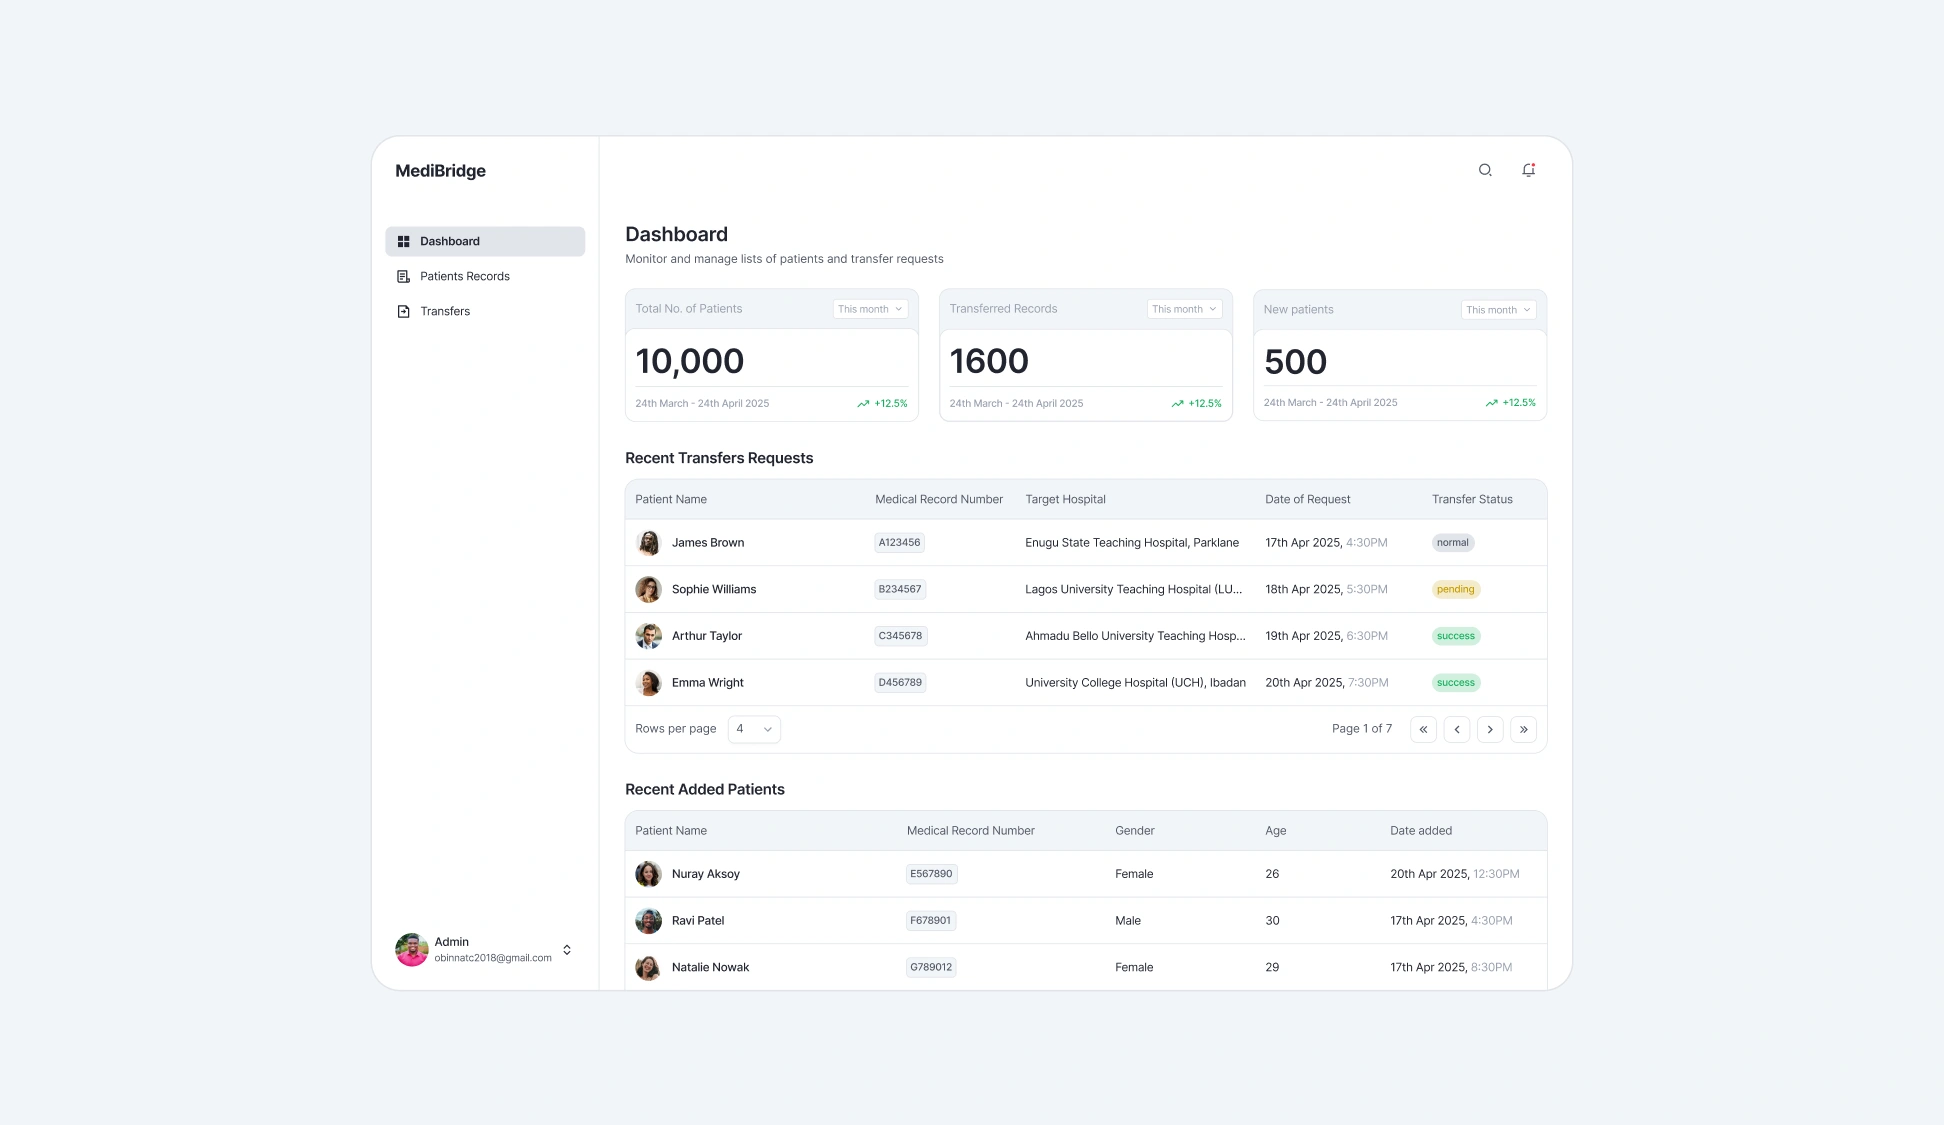 MediBridge
Dashboard
Patients Records
Transfers
Admin
obinnatc2018@gmail.com
Dashboard
Monitor and manage lists of patients and transfer requests
Total No. of Patients This month
10,000
24th March - 24th April 2025 +12.5%
Transferred Records This month
1600
24th March - 24th April 2025 +12.5%
New patients This month
500
24th March - 24th April 2025 +12.5%
Recent Transfers Requests
Patient Name Medical Record Number Target Hospital Date of Request Transfer Status
James Brown A123456 Enugu State Teaching Hospital, Parklane 17th Apr 2025, 4:30PM normal
Sophie Williams B234567 Lagos University Teaching Hospital (LU... 18th Apr 2025, 5:30PM pending
Arthur Taylor C345678 Ahmadu Bello University Teaching Hosp... 19th Apr 2025, 6:30PM success
Emma Wright D456789 University College Hospital (UCH), Ibadan 20th Apr 2025, 7:30PM success
Rows per page 4 Page 1 of 7
Recent Added Patients
Patient Name Medical Record Number Gender Age Date added
Nuray Aksoy E567890 Female 26 20th Apr 2025, 12:30PM
Ravi Patel F678901 Male 30 17th Apr 2025, 4:30PM
Natalie Nowak G789012 Female 29 17th Apr 2025, 8:30PM